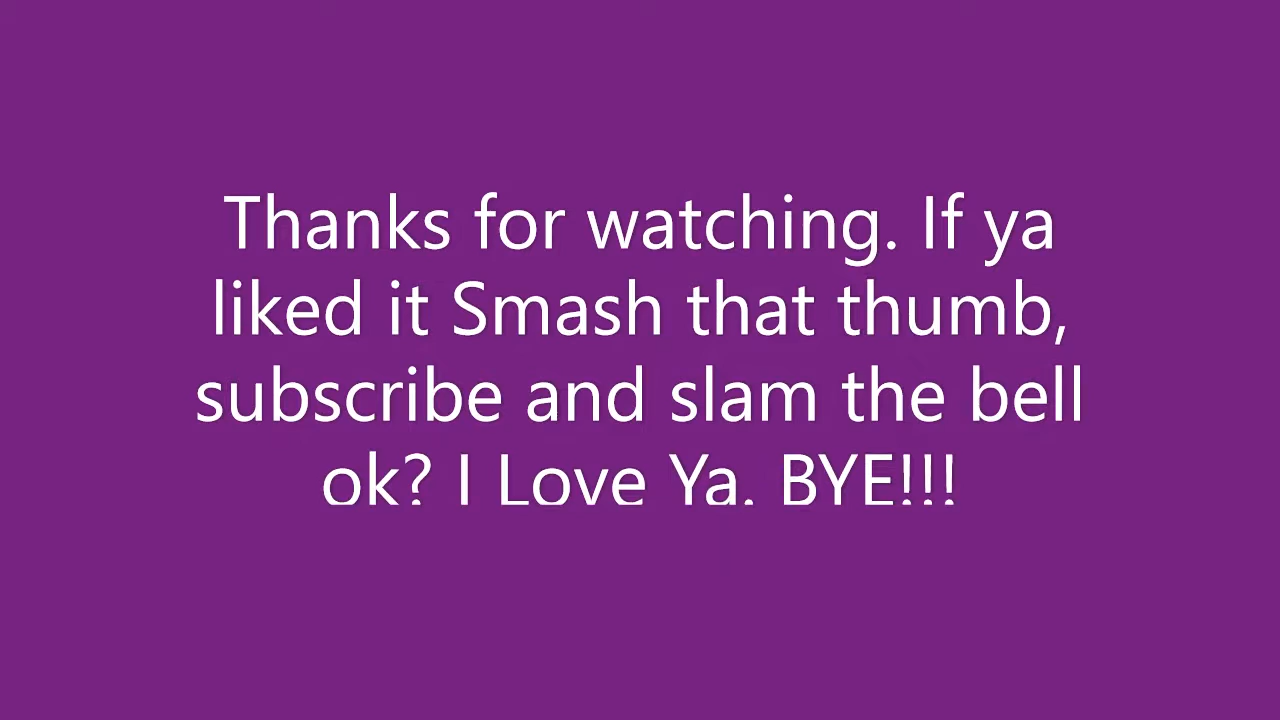 Thanks for watching. If ya
liked it Smash that thumb,
subscribe and slam the bell
ok? I Love Ya. BYE!!!